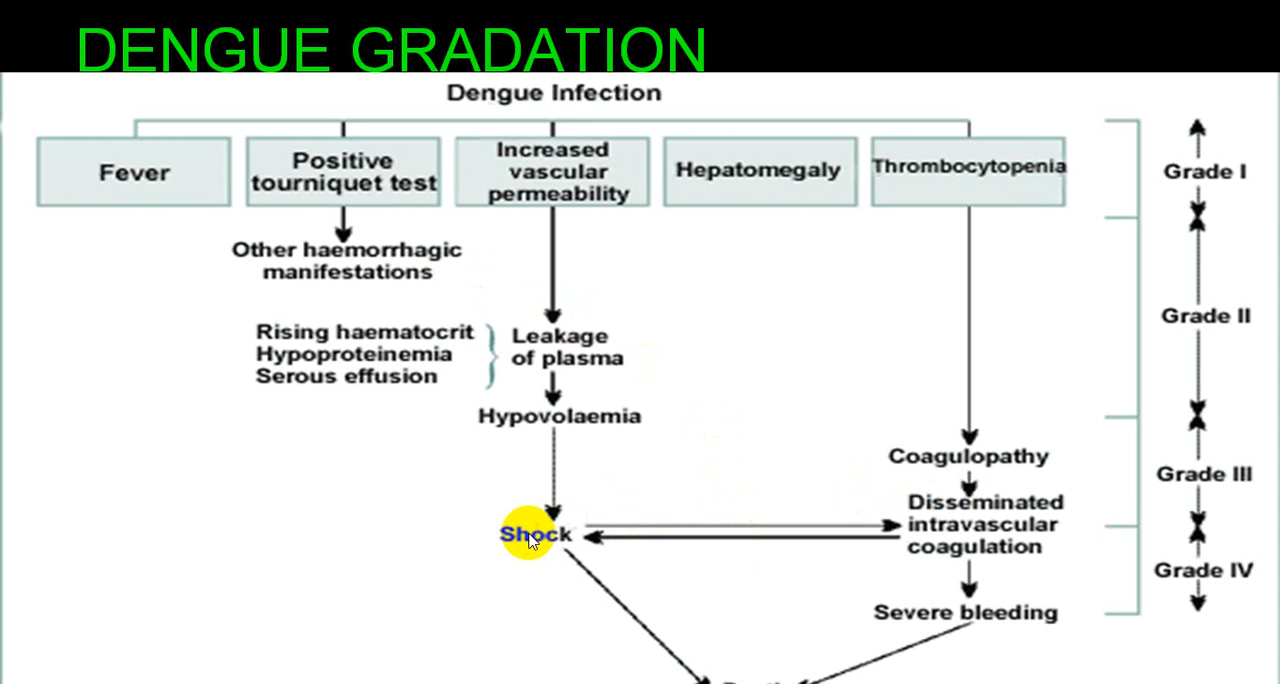 DENGUE GRADATION
Dengue Infection
Fever
Positive
tourniquet test
Increased
vascular
permeability
Hepatomegaly
Thrombocytopenia
Grade I
Other haemorrhagic
manifestations
Grade II
Rising haematocrit
Hypoproteinemia
Serous effusion
Leakage
of plasma
Hypovolaemia
Coagulopathy
Grade III
Disseminated
intravascular
coagulation
Shock
Grade IV
Severe bleeding